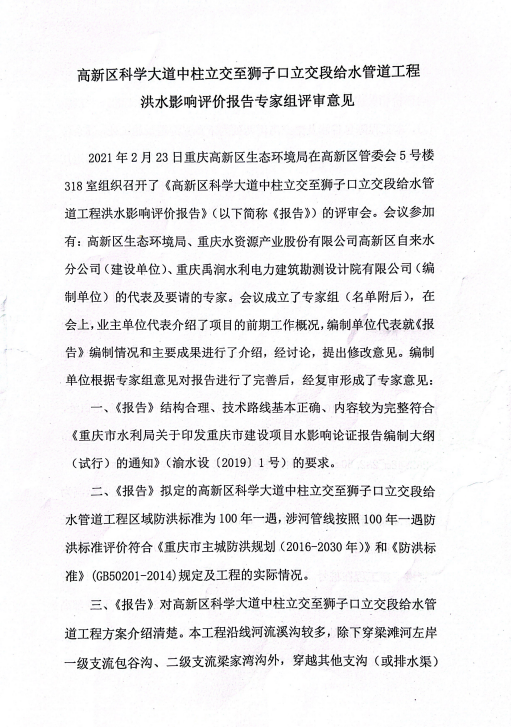 高新区科学大道中柱立交至狮子口立交段给水管道工程
洪水影响评价报告专家组评审意见
2021 年 2 月 23 日重庆高新区生态环境局在高新区管委会 5 号楼
318 室组织召开了《高新区科学大道中柱立交至狮子口立交段给水管
道工程洪水影响评价报告》（以下简称《报告》）的评审会。会议参加
有：高新区生态环境局、重庆水资源产业股份有限公司高新区自来水
分公司（建设单位）、重庆禹润水利电力建筑勘测设计院有限公司（编
制单位）的代表及要请的专家。会议成立了专家组（名单附后），在
会上，业主单位代表介绍了项目的前期工作概况，编制单位代表就《报
告》编制情况和主要成果进行了介绍，经讨论，提出修改意见。编制
单位根据专家组意见对报告进行了完善后，经复审形成了专家意见：
一、《报告》结构合理、技术路线基本正确、内容较为完整符合
《重庆市水利局关于印发重庆市建设项目水影响论证报告编制大纲
（试行）的通知》（渝水设〔2019〕1 号）的要求。
二、《报告》拟定的高新区科学大道中柱立交至狮子口立交段给
水管道工程区域防洪标准为 100 年一遇，涉河管线按照 100 年一遇防
洪标准评价符合《重庆市主城防洪规划（2016-2030 年）》和《防洪标
准》(GB50201-2014)规定及工程的实际情况。
三、《报告》对高新区科学大道中柱立交至狮子口立交段给水管
道工程方案介绍清楚。本工程沿线河流溪沟较多，除下穿梁滩河左岸
一级支流包谷沟、二级支流梁家湾沟外，穿越其他支沟（或排水渠）